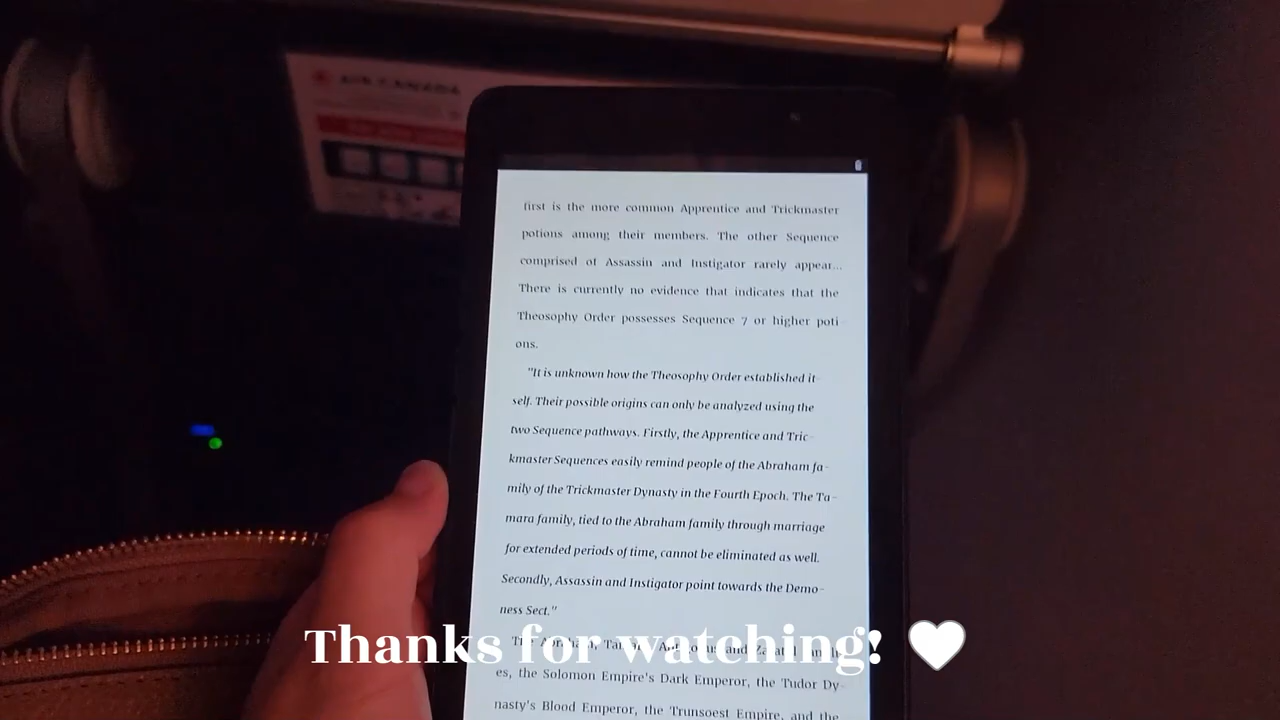 AIR CANADA
first is the more common Apprentice and Trickmaster
potions among their members. The other Sequence
comprised of Assassin and Instigator rarely appear...
There is currently no evidence that indicates that the
Theosophy Order possesses Sequence 7 or higher poti-
ons.
"It is unknown how the Theosophy Order established it-
self. Their possible origins can only be analyzed using the
two Sequence pathways. Firstly, the Apprentice and Tric-
kmaster Sequences easily remind people of the Abraham fa-
mily of the Trickmaster Dynasty in the Fourth Epoch. The Ta-
mara family, tied to the Abraham family through marriage
for extended periods of time, cannot be eliminated as well.
Secondly, Assassin and Instigator point towards the Demo-
ness Sect."
The Abraham, and
Thanks for watching!
es, the Solomon Empire's Dark Emperor, the Tudor Dy-
nasty's Blood Emperor, the Trunsoest Empire, and the